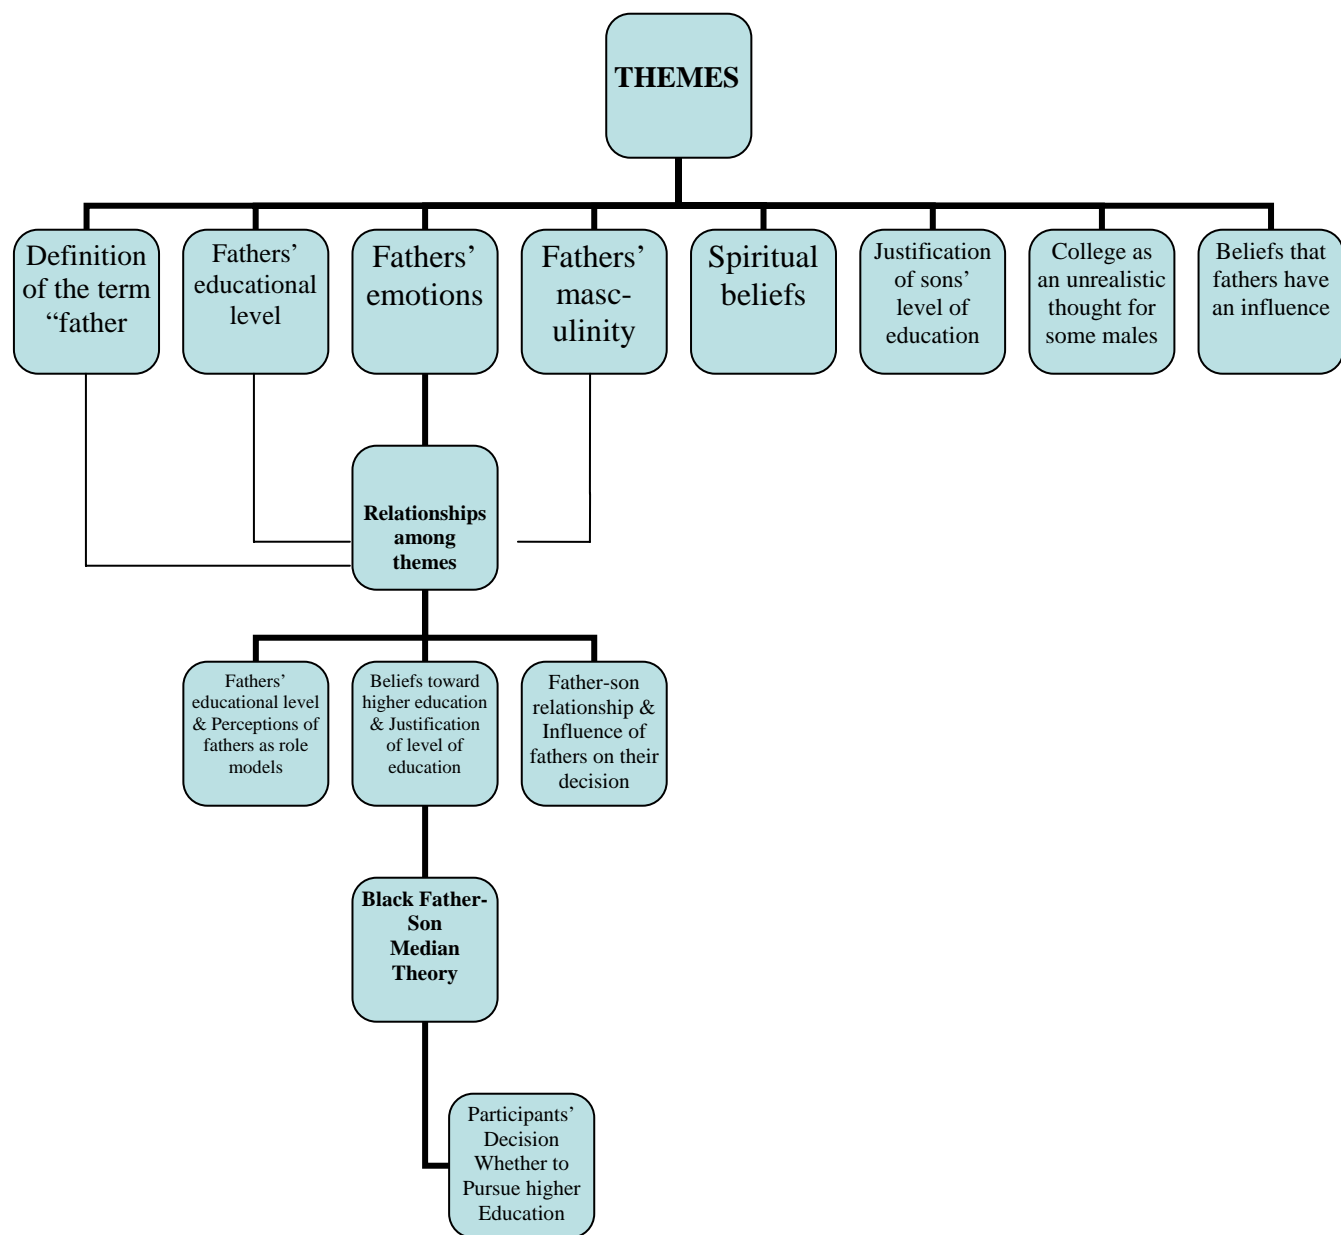 THEMES
Definition
of the term
“father
Fathers’
educational
level
Fathers’
emotions
Fathers’
masc-
ulinity
Spiritual
beliefs
Justification
of sons’
level of
education
College as
an unrealistic
thought for
some males
Beliefs that
fathers have
an influence
Relationships
among
themes
Fathers’
educational level
& Perceptions of
fathers as role
models
Beliefs toward
higher education
& Justification
of level of
education
Father-son
relationship &
Influence of
fathers on their
decision
Black Father-
Son
Median
Theory
Participants’
Decision
Whether to
Pursue higher
Education